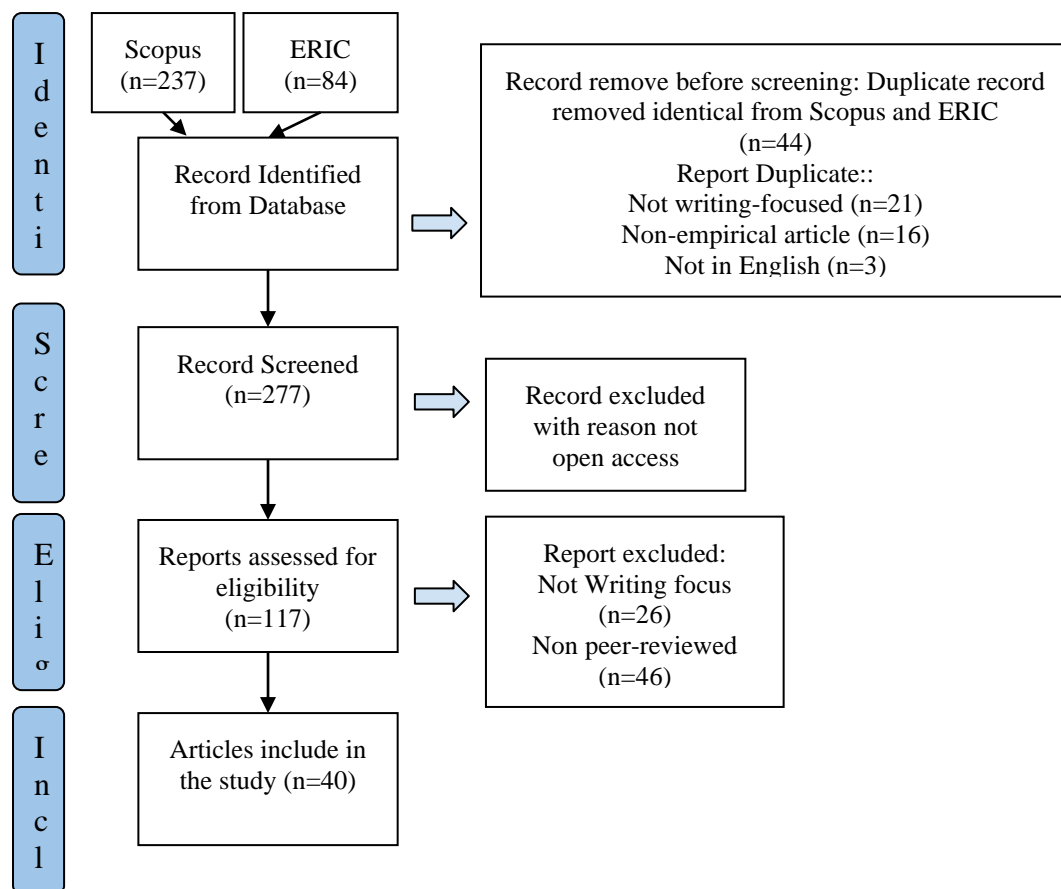 I
d
e
n
t
i
Scopus
(n=237)
ERIC
(n=84)
Record Identified
from Database
Record remove before screening: Duplicate record
removed identical from Scopus and ERIC
(n=44)
Report Duplicate::
Not writing-focused (n=21)
Non-empirical article (n=16)
Not in English (n=3)
S
c
r
e
Record Screened
(n=277)
Record excluded
with reason not
open access
E
l
i
g
Reports assessed for
eligibility
(n=117)
Report excluded:
Not Writing focus
(n=26)
Non peer-reviewed
(n=46)
I
n
c
l
Articles include in
the study (n=40)